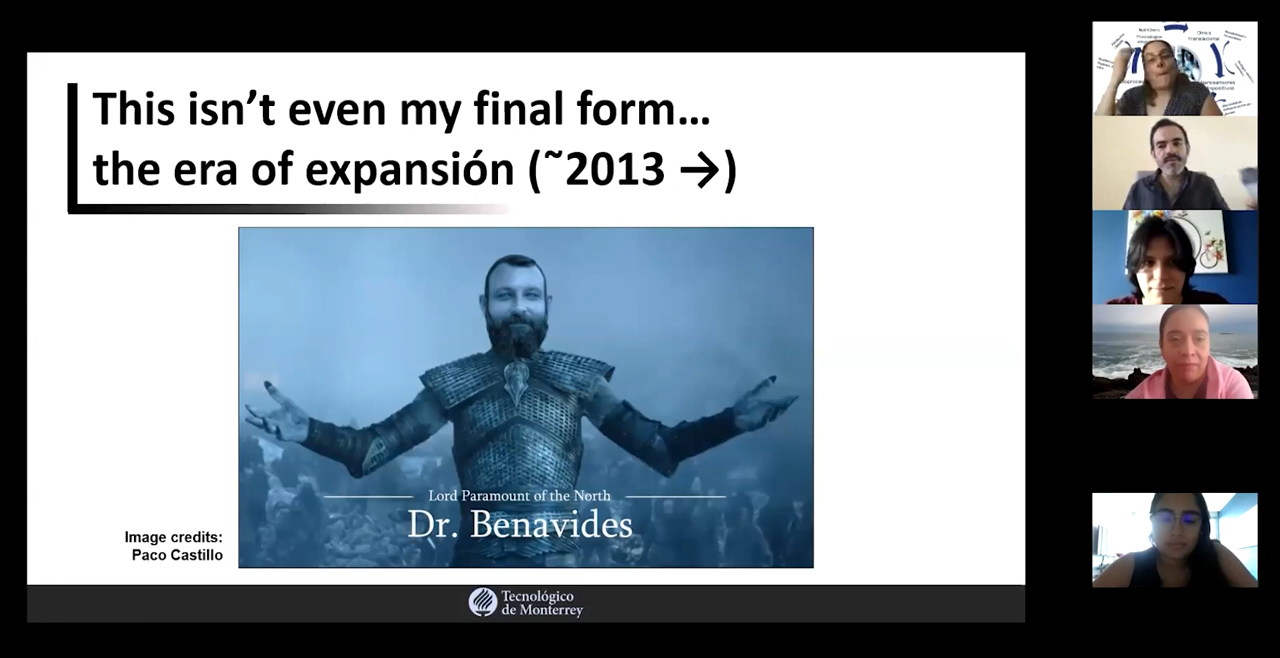 This isn’t even my final form…
the era of expansión (˜2013 →)
Lord Paramount of the North
Dr. Benavides
Image credits:
Paco Castillo
Tecnológico
de Monterrey